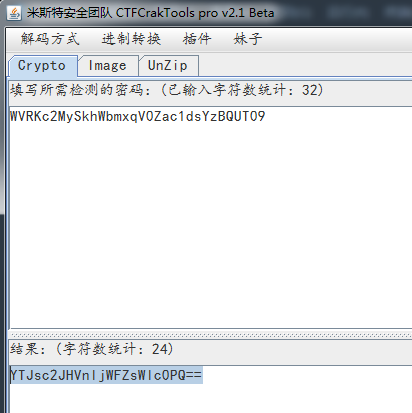 米斯特安全团队 CTFCrakTools pro v2.1 Beta
解码方式 进制转换 插件 妹子
Crypto Image UnZip
填写所需检测的密码：(已输入字符数统计：32)
WVRKc2MySkhWbmxqV0Zac1dsYzBQUT09
结果：(字符数统计：24)
YTJsc2JHVnljWFZsWlc0PQ==